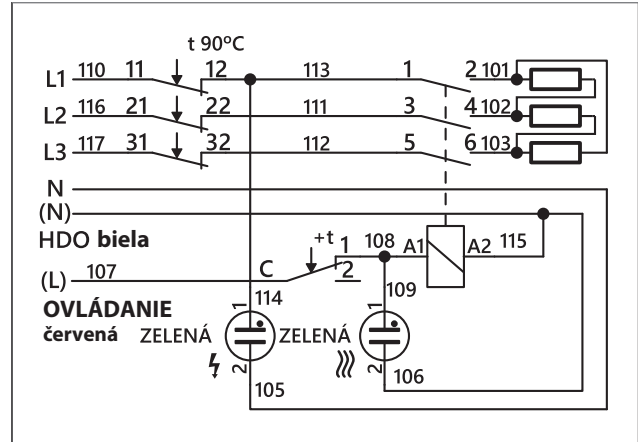 t 90°C
L1 110 11 12 113 1 2 101
L2 116 21 22 111 3 4 102
L3 117 31 32 112 5 6 103
N
(N)
HDO biela
+t 1 108 A1 A2 115
(L) 107 C 2
OVLÁDANIE
červená
1 114 1 109
ZELENÁ ZELENÁ
2 105 2 106